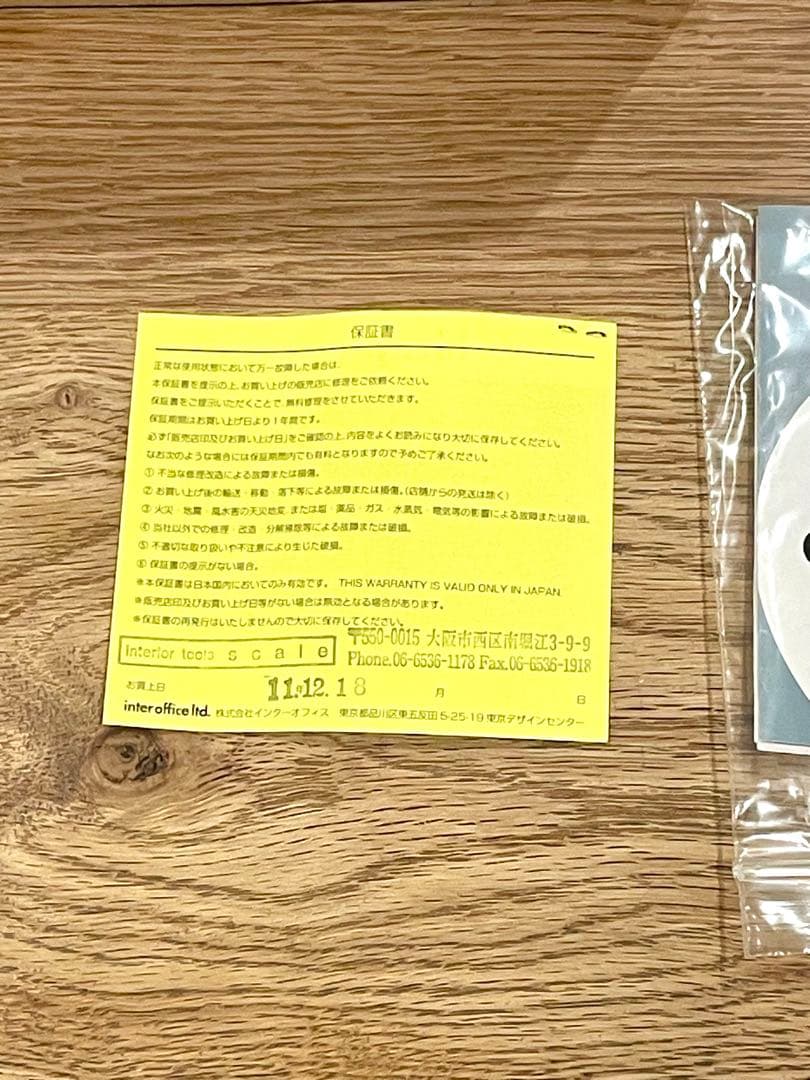 保証書
正常な使用状態において万一故障した場合は、
本保証書を提示の上、お買い上げの販売店に修理をご依頼ください。
保証書をご提示いただくことで、無料修理をさせていただきます。
保証期間はお買い上げ日より1年間です。
必ず「販売店印及びお買い上げ日」をご確認の上、内容をよくお読みになり大切に保存してください。
なお次のような場合には保証期間内でも有料となりますので予めご了承ください。
① 不当な修理改造による故障または損傷。
② お買い上げ後の輸送・移動・落下等による故障または損傷。(店舗からの発送は除く)
③ 火災・地震・風水害の天災地変、または塩・薬品・ガス・水蒸気・電気等の影響による故障または破損。
④ 当社以外での修理・改造・分解掃除等による故障または破損。
⑤ 不適切な取り扱いや不注意により生じた破損。
⑥ 保証書の提示がない場合。
※本保証書は日本国内においてのみ有効です。 THIS WARRANTY IS VALID ONLY IN JAPAN.
※販売店印及びお買い上げ日等がない場合は無効となる場合があります。
※保証書の再発行はいたしませんので大切に保存してください。
〒550-0015 大阪市西区南堀江3-9-9
interior tools scale Phone.06-6536-1178 Fax.06-6536-1918
お買上日 11.12.18 月 日
interoffice ltd. 株式会社インターオフィス 東京都品川区東五反田5-25-19 東京デザインセンター